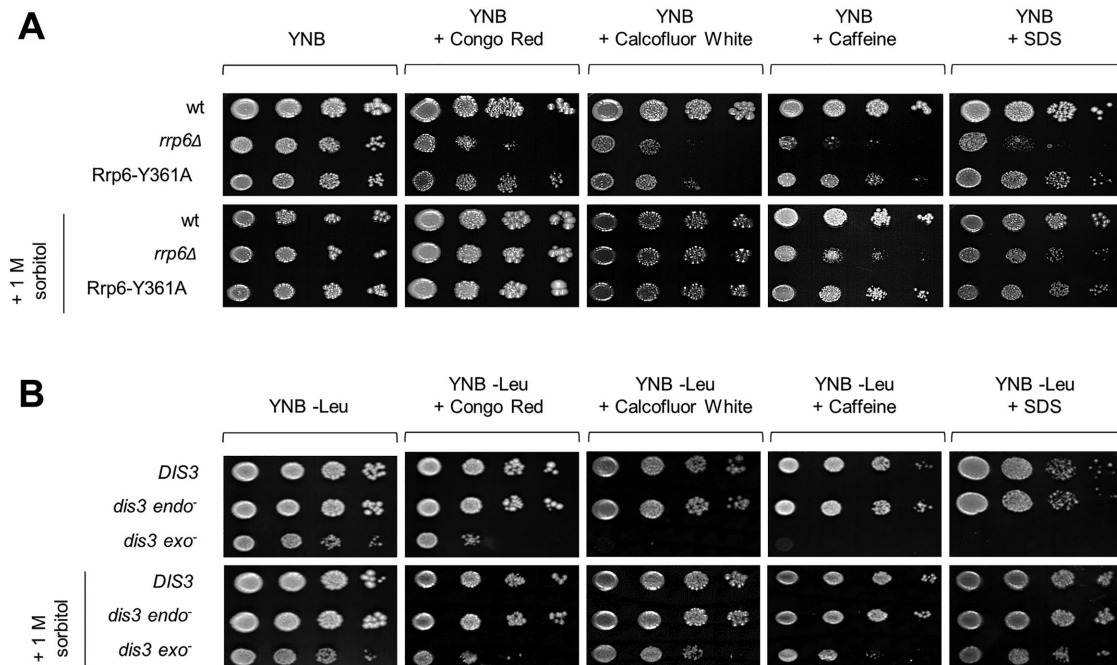 A
YNB
YNB
+ Congo Red
YNB
+ Calcofluor White
YNB
+ Caffeine
YNB
+ SDS
wt
rrp6Δ
Rrp6-Y361A
+ 1 M
sorbitol
wt
rrp6Δ
Rrp6-Y361A
B
YNB -Leu
YNB -Leu
+ Congo Red
YNB -Leu
+ Calcofluor White
YNB -Leu
+ Caffeine
YNB -Leu
+ SDS
DIS3
dis3 endo⁻
dis3 exo⁻
+ 1 M
sorbitol
DIS3
dis3 endo⁻
dis3 exo⁻